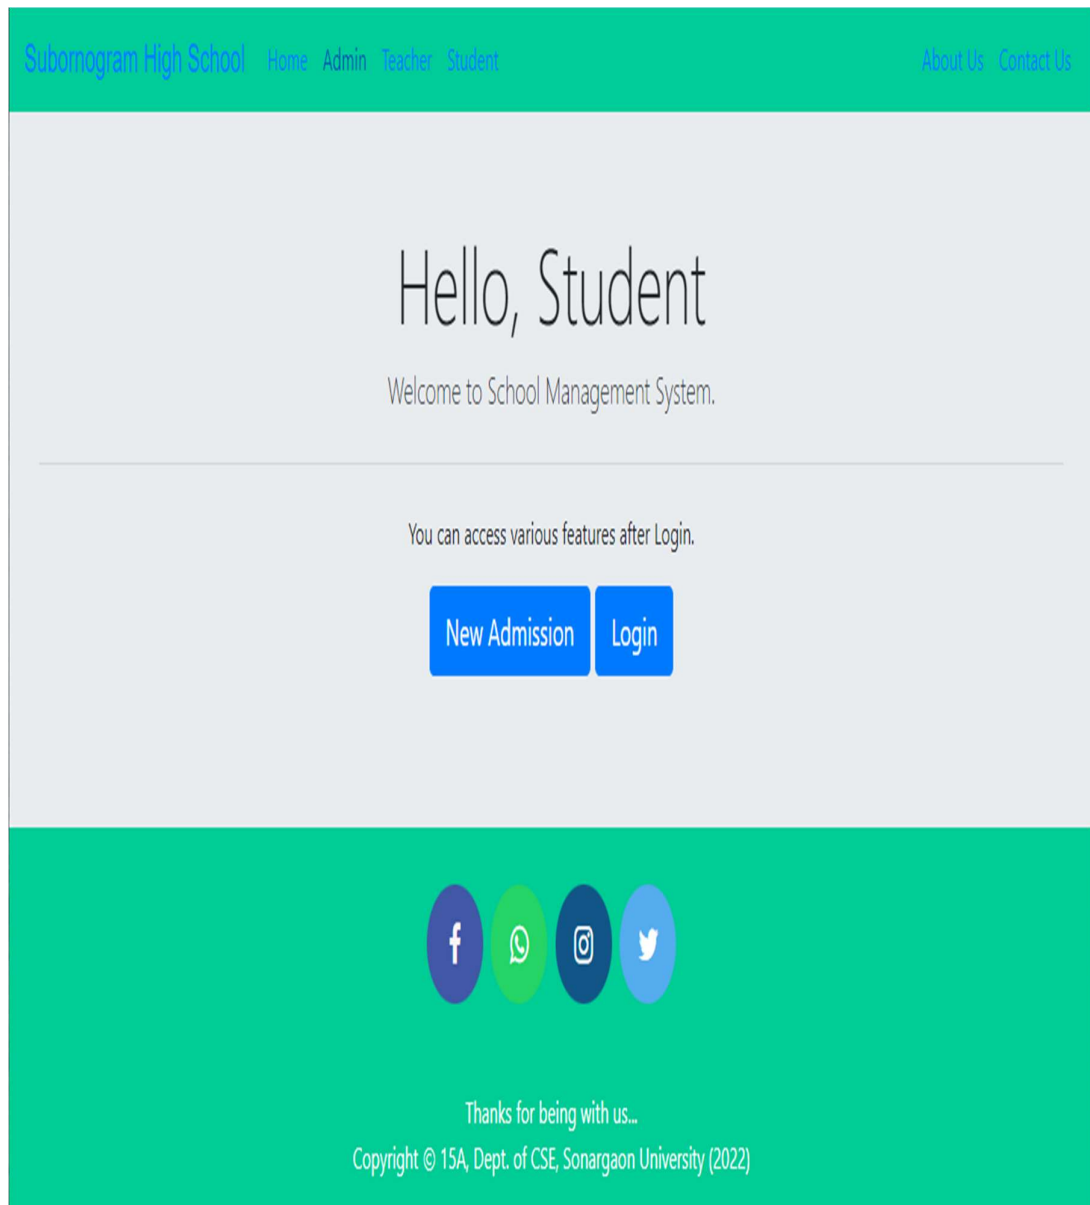 Subornogram High School Home Admin Teacher Student About Us Contact Us
Hello, Student
Welcome to School Management System.
You can access various features after Login.
New Admission Login
Thanks for being with us...
Copyright © 15A, Dept. of CSE, Sonargaon University (2022)